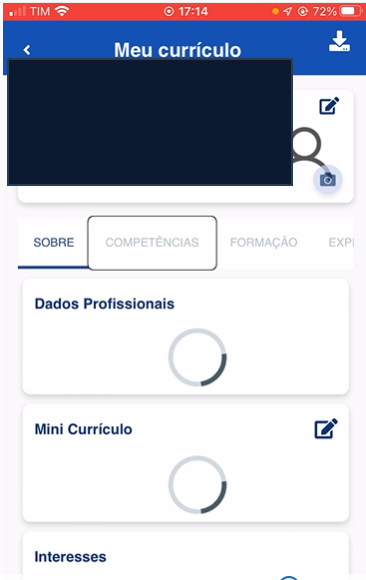 TIM 17:14 72%
Meu currículo
SOBRE COMPETÊNCIAS FORMAÇÃO EXP
Dados Profissionais
Mini Currículo
Interesses